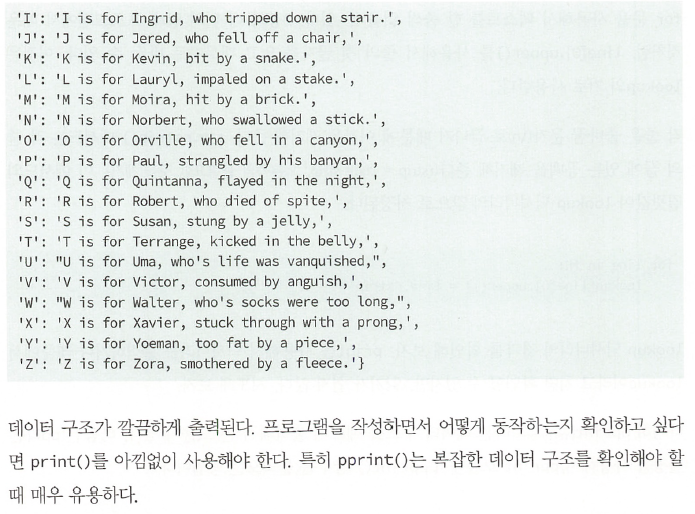 'I': 'I is for Ingrid, who tripped down a stair.',
'J': 'J is for Jered, who fell off a chair,',
'K': 'K is for Kevin, bit by a snake.',
'L': 'L is for Lauryl, impaled on a stake.',
'M': 'M is for Moira, hit by a brick.',
'N': 'N is for Norbert, who swallowed a stick.'
'O': 'O is for Orville, who fell in a canyon,',
'P': 'P is for Paul, strangled by his banyan,',
'Q': 'Q is for Quintanna, flayed in the night,',
'R': 'R is for Robert, who died of spite,',
'S': 'S is for Susan, stung by a jelly,',
'T': 'T is for Terrange, kicked in the belly,',
'U': "U is for Uma, who's life was vanquished,",
'V': 'V is for Victor, consumed by anguish,',
'W': "W is for Walter, who's socks were too long,",
'X': 'X is for Xavier, stuck through with a prong,',
'Y': 'Y is for Yoeman, too fat by a piece,',
'Z': 'Z is for Zora, smothered by a fleece.'}
데이터 구조가 깔끔하게 출력된다. 프로그램을 작성하면서 어떻게 동작하는지 확인하고 싶다
면 print()를 아낌없이 사용해야 한다. 특히 pprint()는 복잡한 데이터 구조를 확인해야 할
때 매우 유용하다.